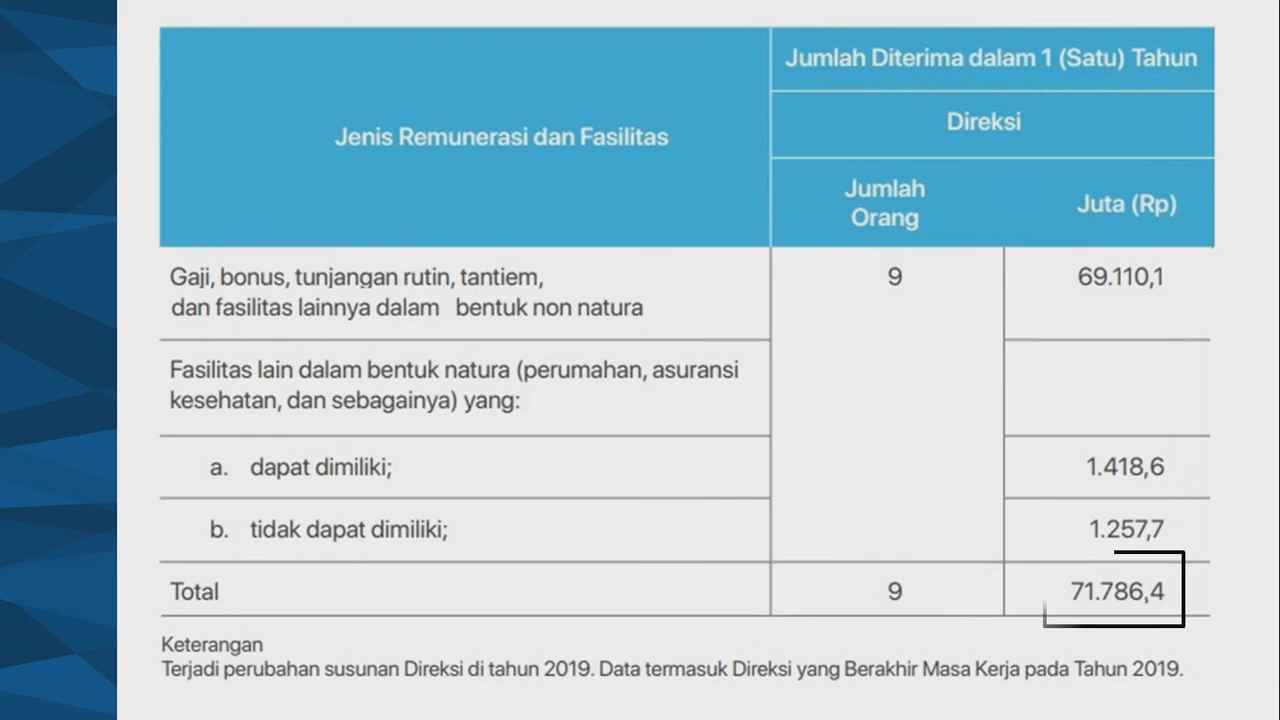 Jenis Remunerasi dan Fasilitas
Jumlah Diterima dalam 1 (Satu) Tahun
Direksi
Jumlah
Orang
Juta (Rp)
Gaji, bonus, tunjangan rutin, tantiem,
dan fasilitas lainnya dalam bentuk non natura
9
69.110,1
Fasilitas lain dalam bentuk natura (perumahan, asuransi
kesehatan, dan sebagainya) yang:
a. dapat dimiliki;
1.418,6
b. tidak dapat dimiliki;
1.257,7
Total
9
71.786,4
Keterangan
Terjadi perubahan susunan Direksi di tahun 2019. Data termasuk Direksi yang Berakhir Masa Kerja pada Tahun 2019.